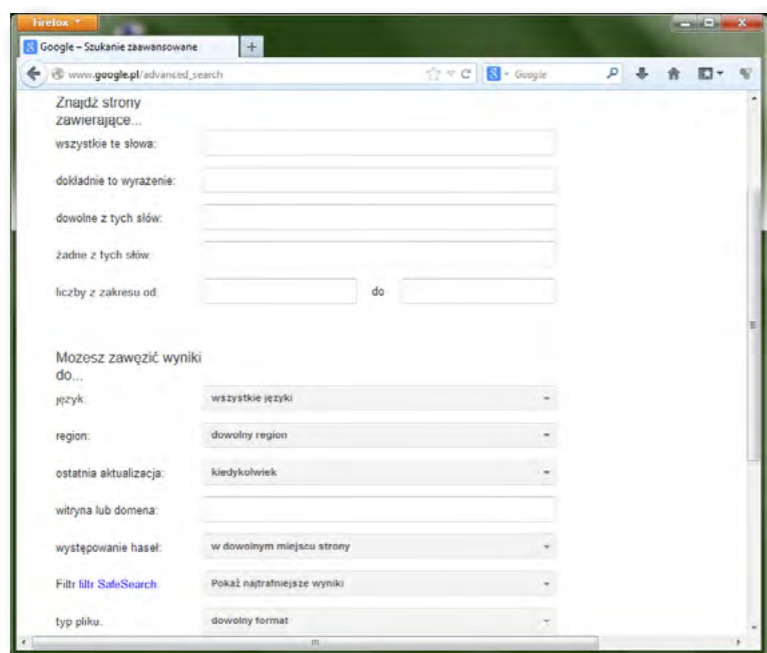 Firefox
Google – Szukanie zaawansowane
www.google.pl/advanced_search
Google
Znajdź strony
zawierające...
wszystkie te słowa:
dokładnie to wyrażenie:
dowolne z tych słów:
żadne z tych słów:
liczby z zakresu od: do
Możesz zawęzić wyniki
do...
język: wszystkie języki
region: dowolny region
ostatnia aktualizacja: kiedykolwiek
witryna lub domena:
występowanie haseł: w dowolnym miejscu strony
Filtr filtr SafeSearch: Pokaż najtrafniejsze wyniki
typ pliku: dowolny format